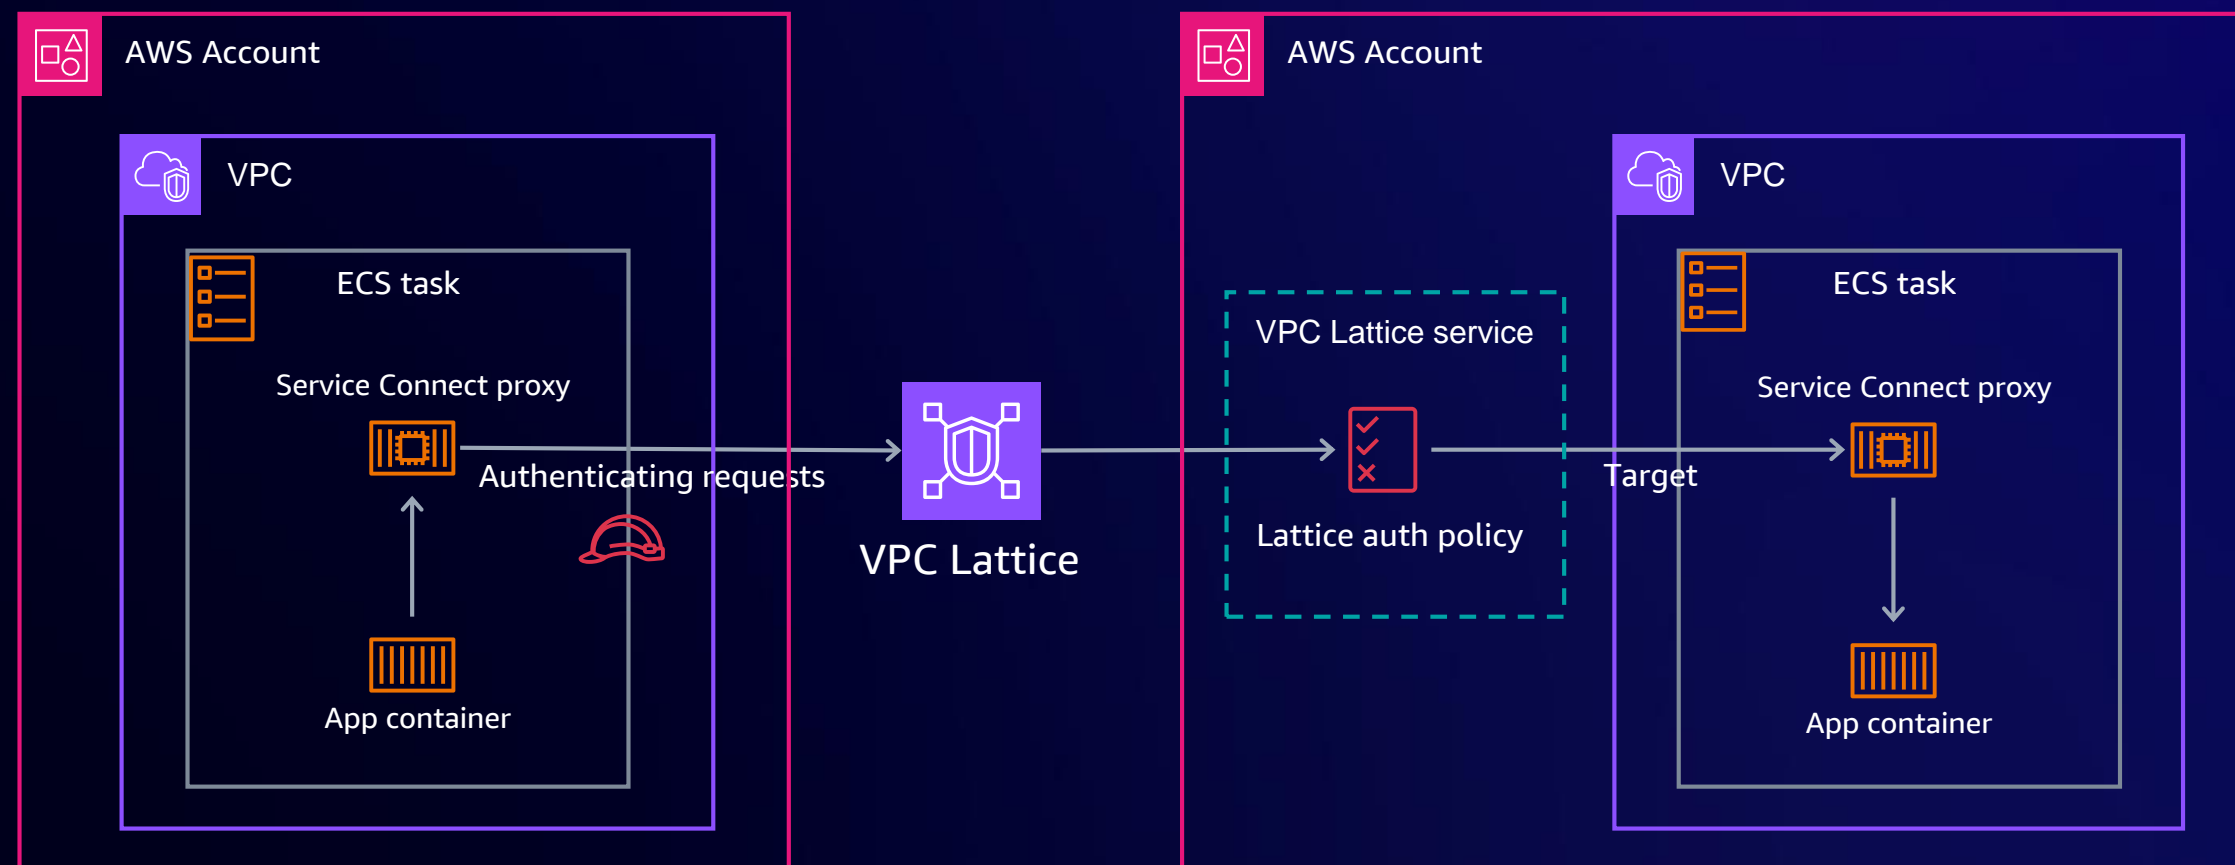 AWS Account
VPC
ECS task
Service Connect proxy
Authenticating requests
App container
VPC Lattice
AWS Account
VPC Lattice service
Lattice auth policy
Target
VPC
ECS task
Service Connect proxy
App container